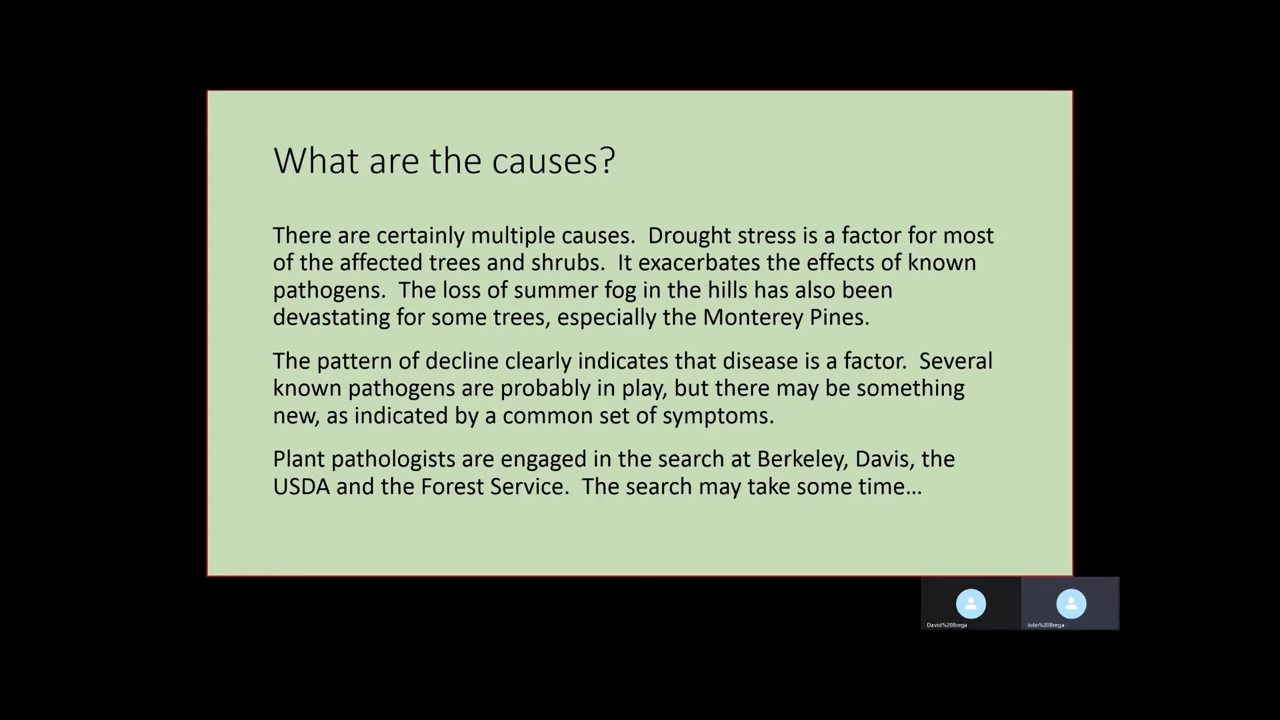 What are the causes?
There are certainly multiple causes.  Drought stress is a factor for most
of the affected trees and shrubs.  It exacerbates the effects of known
pathogens.  The loss of summer fog in the hills has also been
devastating for some trees, especially the Monterey Pines.
The pattern of decline clearly indicates that disease is a factor.  Several
known pathogens are probably in play, but there may be something
new, as indicated by a common set of symptoms.
Plant pathologists are engaged in the search at Berkeley, Davis, the
USDA and the Forest Service.  The search may take some time…
David%20Brega
John%20Brega